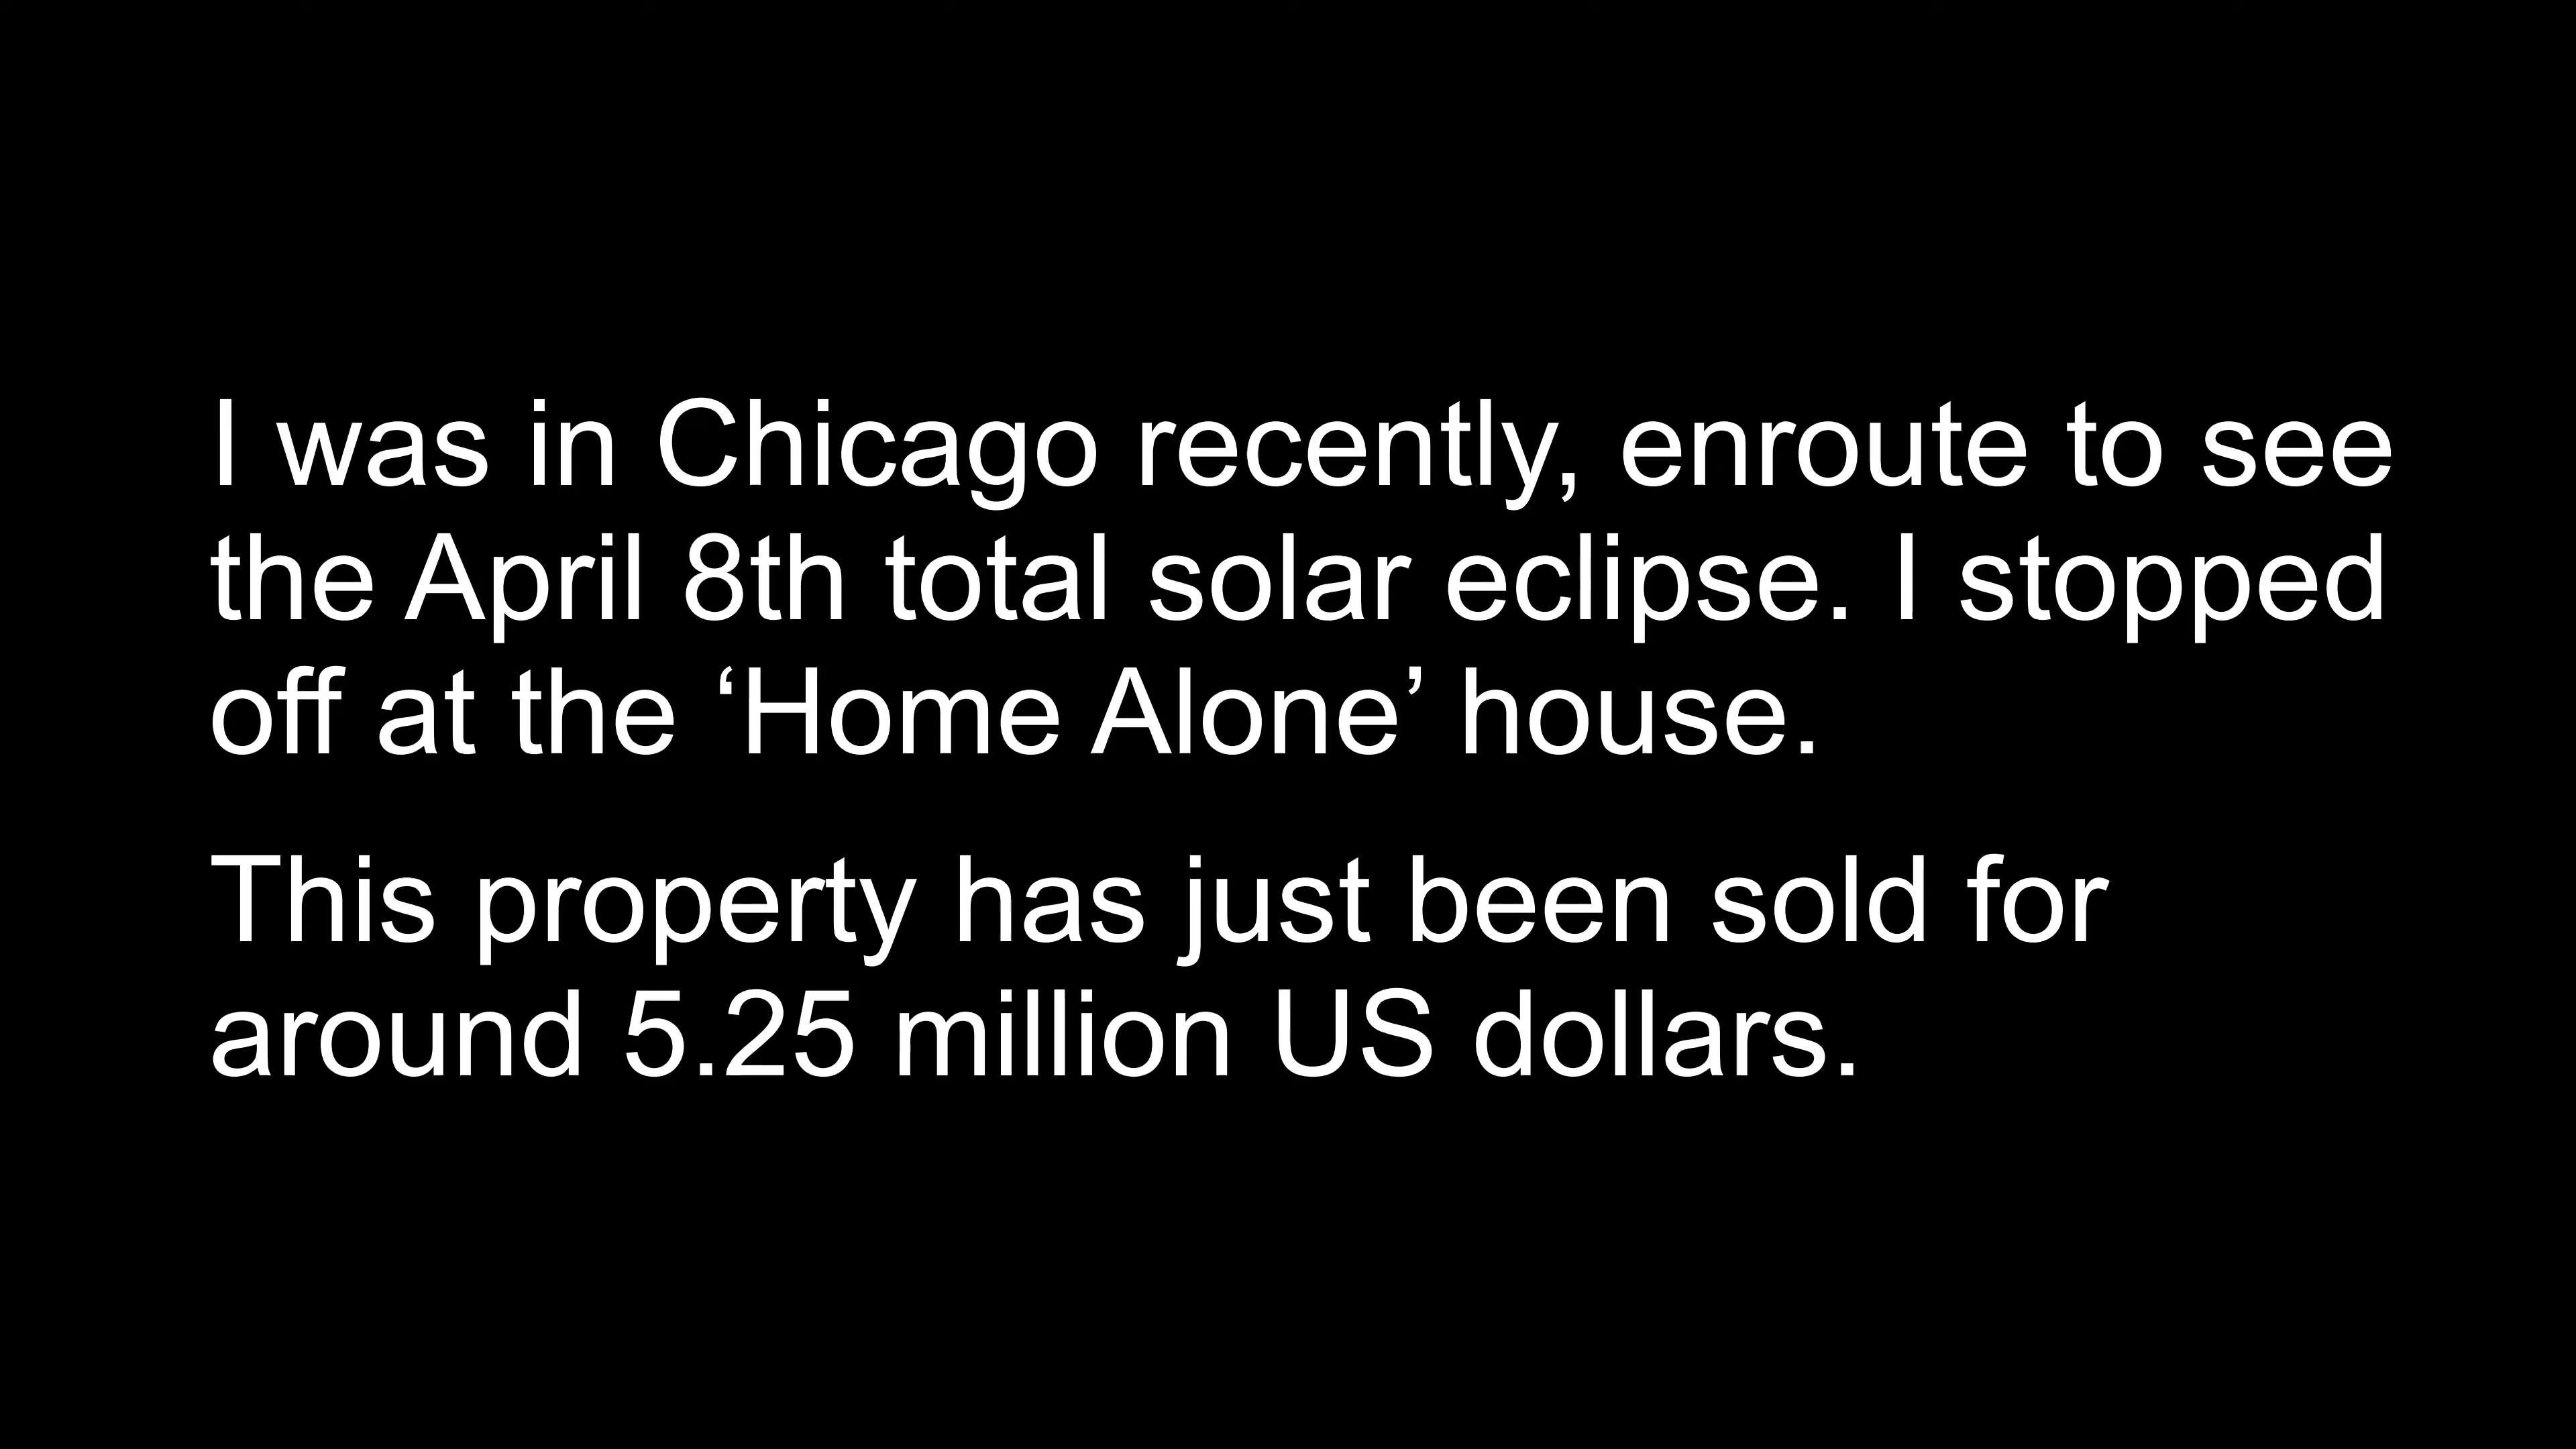 I was in Chicago recently, enroute to see
the April 8th total solar eclipse. I stopped
off at the ‘Home Alone’ house.
This property has just been sold for
around 5.25 million US dollars.